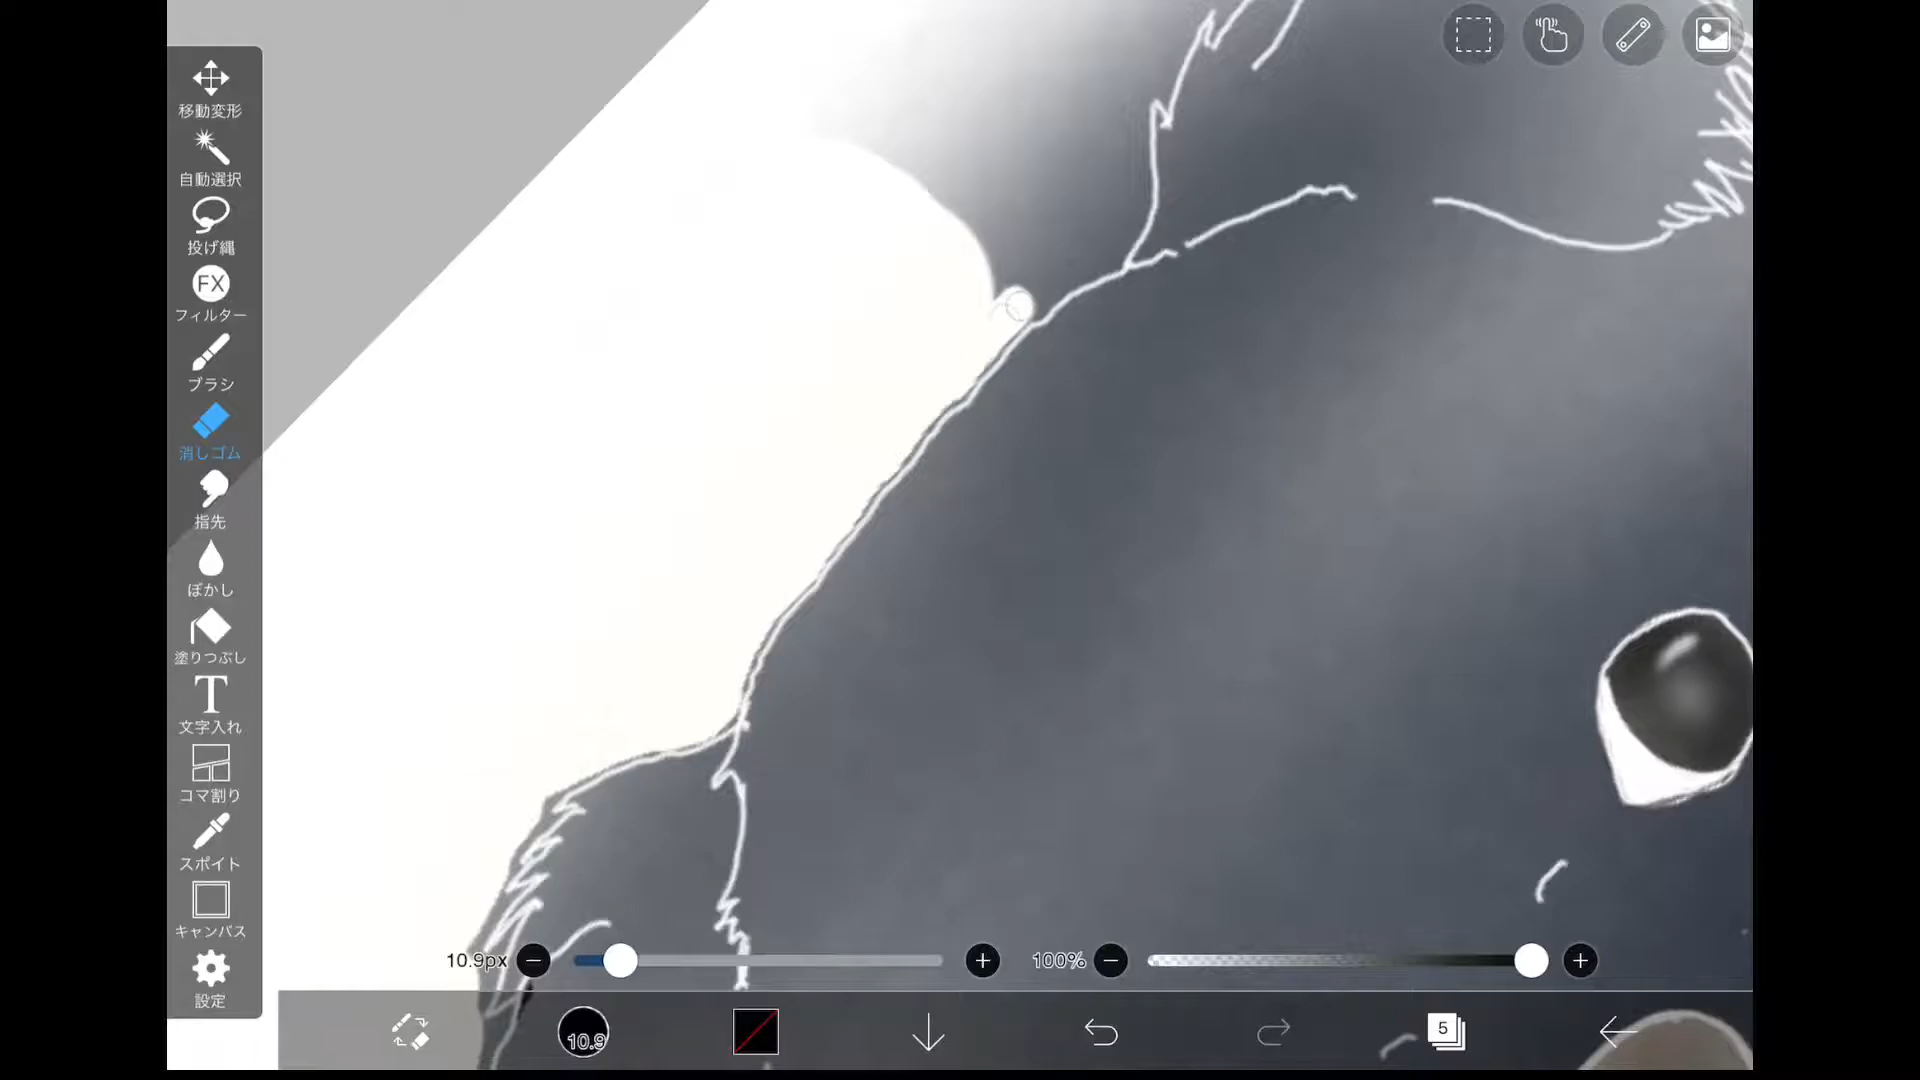 移動変形
自動選択
投げ縄
FX
フィルター
ブラシ
消しゴム
指先
ぼかし
塗りつぶし
T
文字入れ
コマ割り
スポイト
キャンバス
設定
10.9px
100%
10.9
5